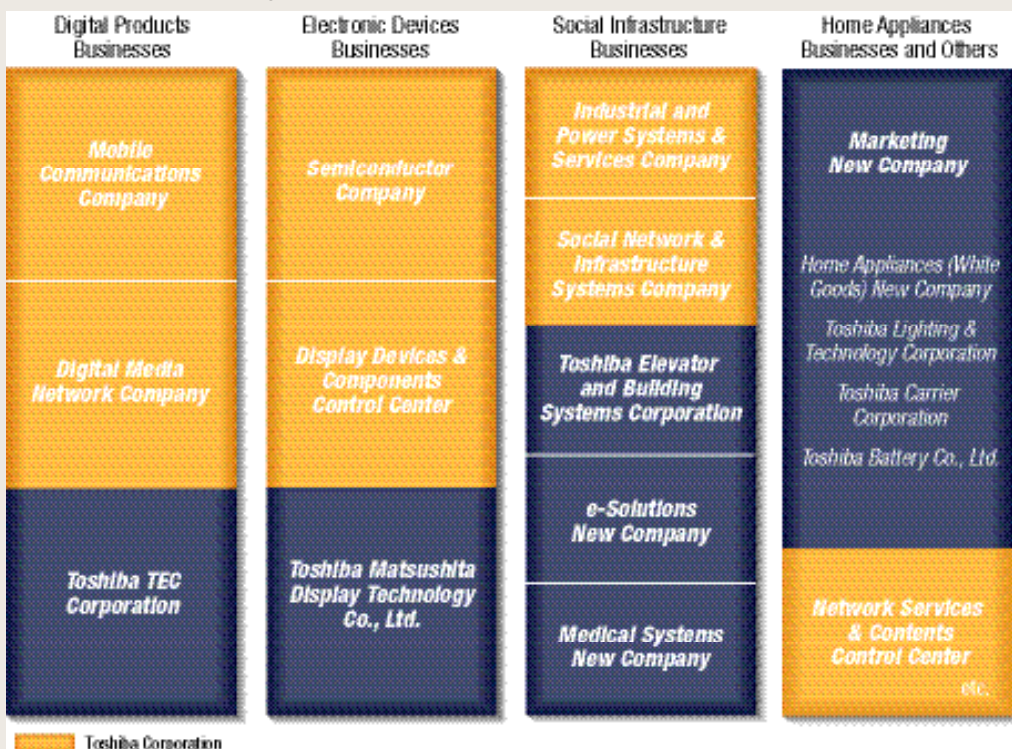 Digital Products
Businesses
Mobile
Communications
Company
Digital Media
Network Company
Toshiba TEC
Corporation
Electronic Devices
Businesses
Semiconductor
Company
Display Devices &
Components
Control Center
Toshiba Matsushita
Display Technology
Co., Ltd.
Social Infrastructure
Businesses
Industrial and
Power Systems &
Services Company
Social Network &
Infrastructure
Systems Company
Toshiba Elevator
and Building
Systems Corporation
e-Solutions
New Company
Medical Systems
New Company
Home Appliances
Businesses and Others
Marketing
New Company
Home Appliances (White
Goods) New Company
Toshiba Lighting &
Technology Corporation
Toshiba Carrier
Corporation
Toshiba Battery Co., Ltd.
Network Services
& Contents
Control Center
etc.
Toshiba Corporation